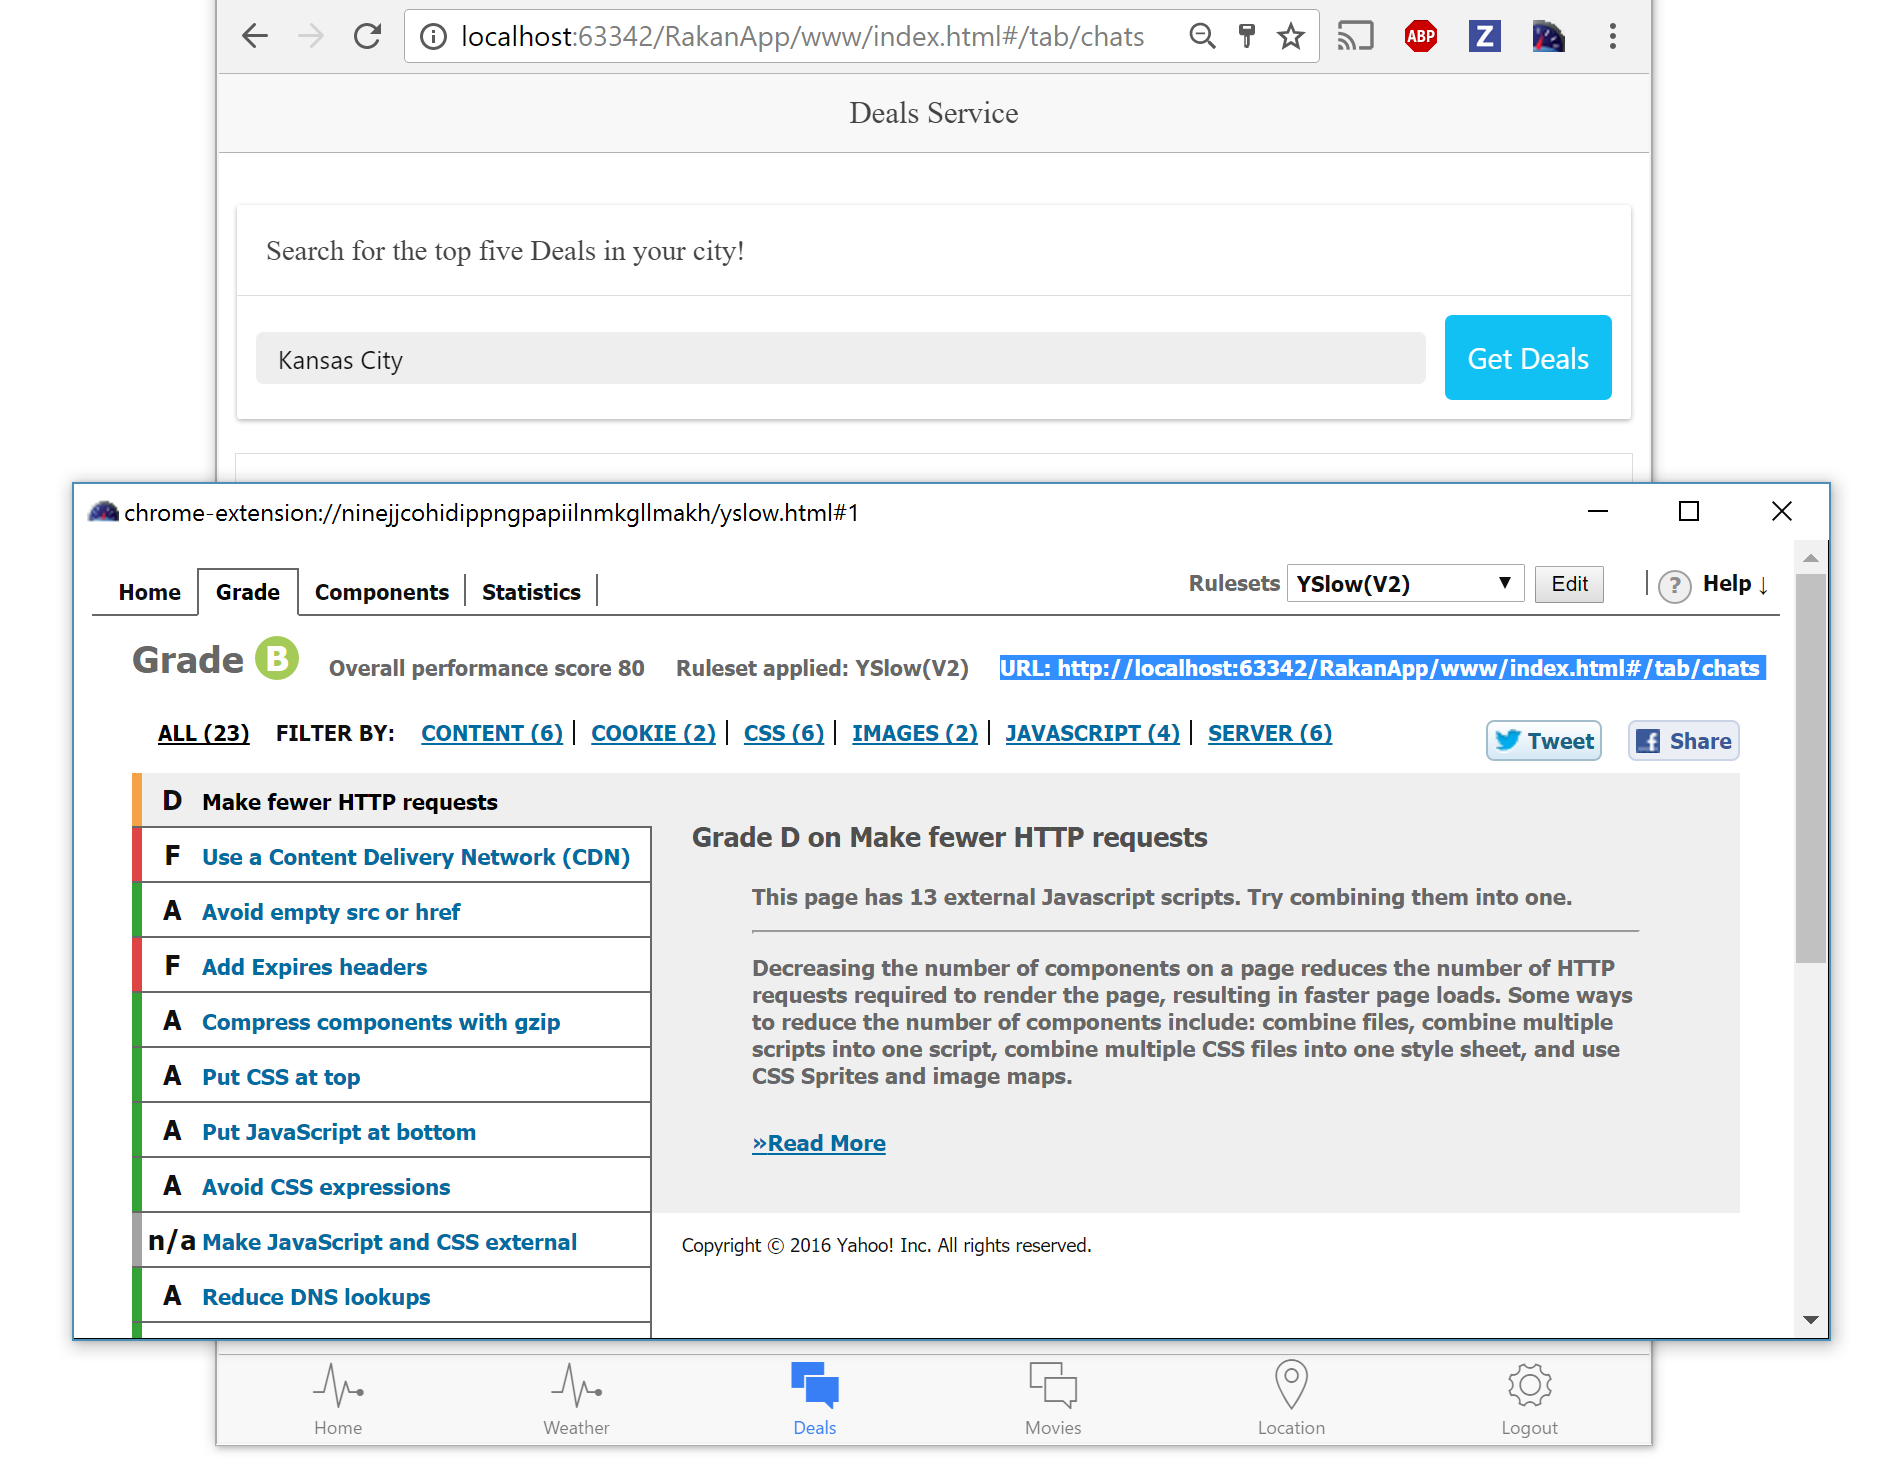 localhost:63342/RakanApp/www/index.html#/tab/chats ABP Z
Deals Service
Search for the top five Deals in your city!
Kansas City Get Deals
chrome-extension://ninejjcohidippngpapiilnmkgllmakh/yslow.html#1
Home Grade Components Statistics Rulesets YSlow(V2) Edit ? Help ↓
Grade B Overall performance score 80 Ruleset applied: YSlow(V2) URL: http://localhost:63342/RakanApp/www/index.html#/tab/chats
ALL (23) FILTER BY: CONTENT (6) COOKIE (2) CSS (6) IMAGES (2) JAVASCRIPT (4) SERVER (6) Tweet Share
D Make fewer HTTP requests
F Use a Content Delivery Network (CDN)
A Avoid empty src or href
F Add Expires headers
A Compress components with gzip
A Put CSS at top
A Put JavaScript at bottom
A Avoid CSS expressions
n/a Make JavaScript and CSS external
A Reduce DNS lookups
Grade D on Make fewer HTTP requests
This page has 13 external Javascript scripts. Try combining them into one.
Decreasing the number of components on a page reduces the number of HTTP
requests required to render the page, resulting in faster page loads. Some ways
to reduce the number of components include: combine files, combine multiple
scripts into one script, combine multiple CSS files into one style sheet, and use
CSS Sprites and image maps.
»Read More
Copyright © 2016 Yahoo! Inc. All rights reserved.
Home Weather Deals Movies Location Logout